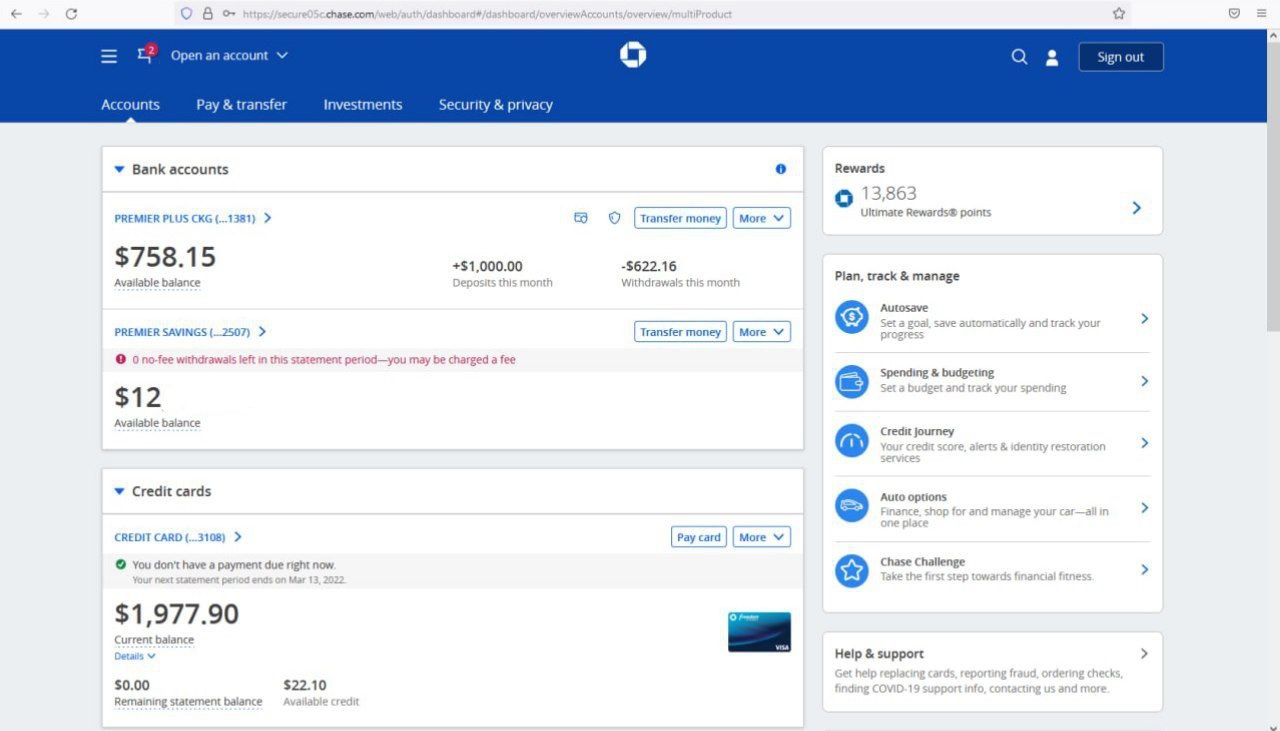 https://secure05c.chase.com/web/auth/dashboard#/dashboard/overviewAccounts/overview/multiProduct
2
Open an account
Sign out
Accounts
Pay & transfer
Investments
Security & privacy
Bank accounts
PREMIER PLUS CKG (...1381)
Transfer money
More
$758.15
Available balance
+$1,000.00
Deposits this month
-$622.16
Withdrawals this month
PREMIER SAVINGS (...2507)
Transfer money
More
0 no-fee withdrawals left in this statement period—you may be charged a fee
$12
Available balance
Credit cards
CREDIT CARD (...3108)
Pay card
More
You don't have a payment due right now.
Your next statement period ends on Mar 13, 2022.
$1,977.90
Current balance
Details
freedom
VISA
$0.00
Remaining statement balance
$22.10
Available credit
Rewards
13,863
Ultimate Rewards® points
Plan, track & manage
Autosave
Set a goal, save automatically and track your
progress
Spending & budgeting
Set a budget and track your spending
Credit Journey
Your credit score, alerts & identity restoration
services
Auto options
Finance, shop for and manage your car—all in
one place
Chase Challenge
Take the first step towards financial fitness.
Help & support
Get help replacing cards, reporting fraud, ordering checks,
finding COVID-19 support info, contacting us and more.